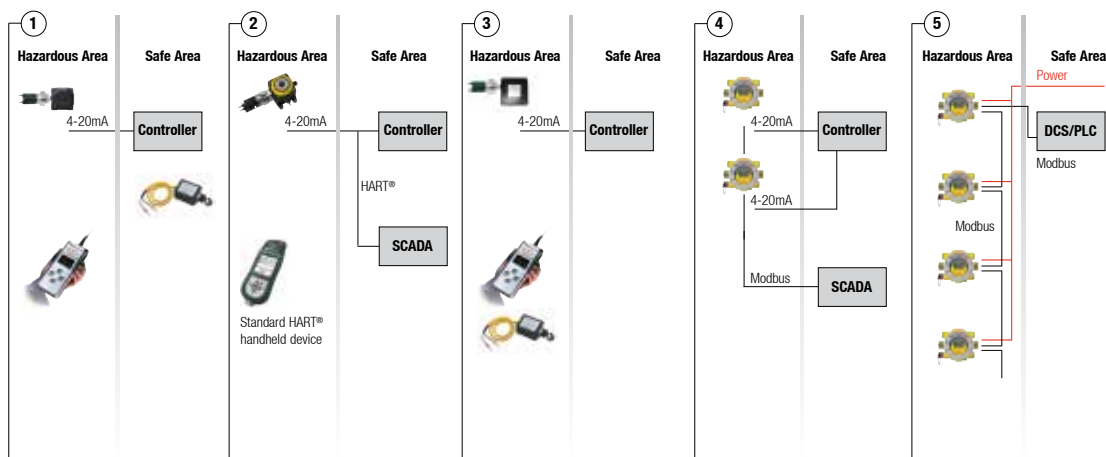 1
Hazardous Area
Safe Area
4-20mA
Controller
2
Hazardous Area
Safe Area
4-20mA
Controller
HART®
SCADA
Standard HART®
handheld device
3
Hazardous Area
Safe Area
4-20mA
Controller
4
Hazardous Area
Safe Area
4-20mA
Controller
4-20mA
Modbus
SCADA
5
Hazardous Area
Safe Area
Power
DCS/PLC
Modbus
Modbus